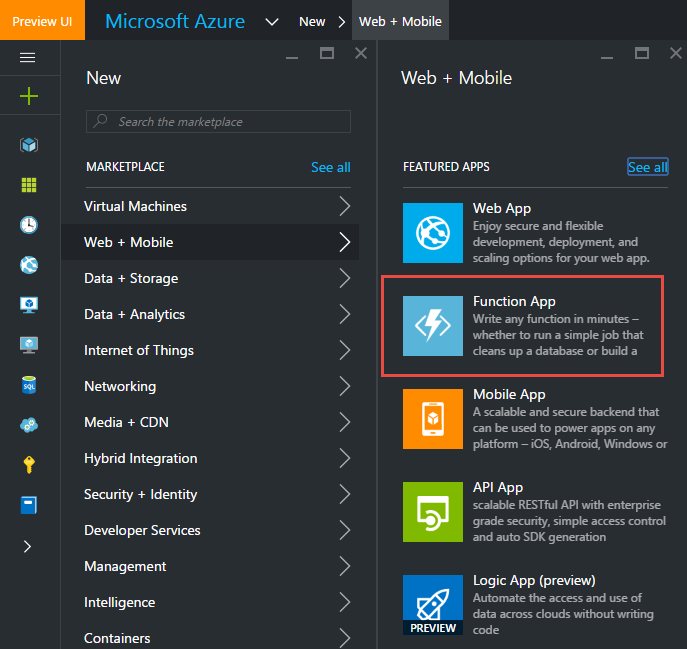 Preview UI
Microsoft Azure
New
Web + Mobile
New
Search the marketplace
MARKETPLACE
See all
Virtual Machines
Web + Mobile
Data + Storage
Data + Analytics
Internet of Things
Networking
Media + CDN
Hybrid Integration
Security + Identity
Developer Services
Management
Intelligence
Containers
SQL
Web + Mobile
FEATURED APPS
See all
Web App
Enjoy secure and flexible
development, deployment, and
scaling options for your web app.
Function App
Write any function in minutes –
whether to run a simple job that
cleans up a database or build a
Mobile App
A scalable and secure backend that
can be used to power apps on any
platform – iOS, Android, Windows or
API App
scalable RESTful API with enterprise
grade security, simple access control
and auto SDK generation
Logic App (preview)
Automate the access and use of
data across clouds without writing
code
PREVIEW